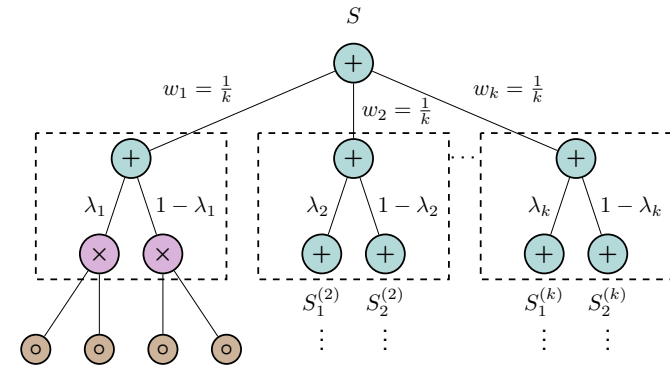 S
+
w₁ = 1/k
w₂ = 1/k
wₖ = 1/k
+ + ⋯ +
λ₁ 1 − λ₁ λ₂ 1 − λ₂ λₖ 1 − λₖ
× × + + + +
S₁⁽²⁾ S₂⁽²⁾ S₁⁽ᵏ⁾ S₂⁽ᵏ⁾
⋮ ⋮ ⋮ ⋮